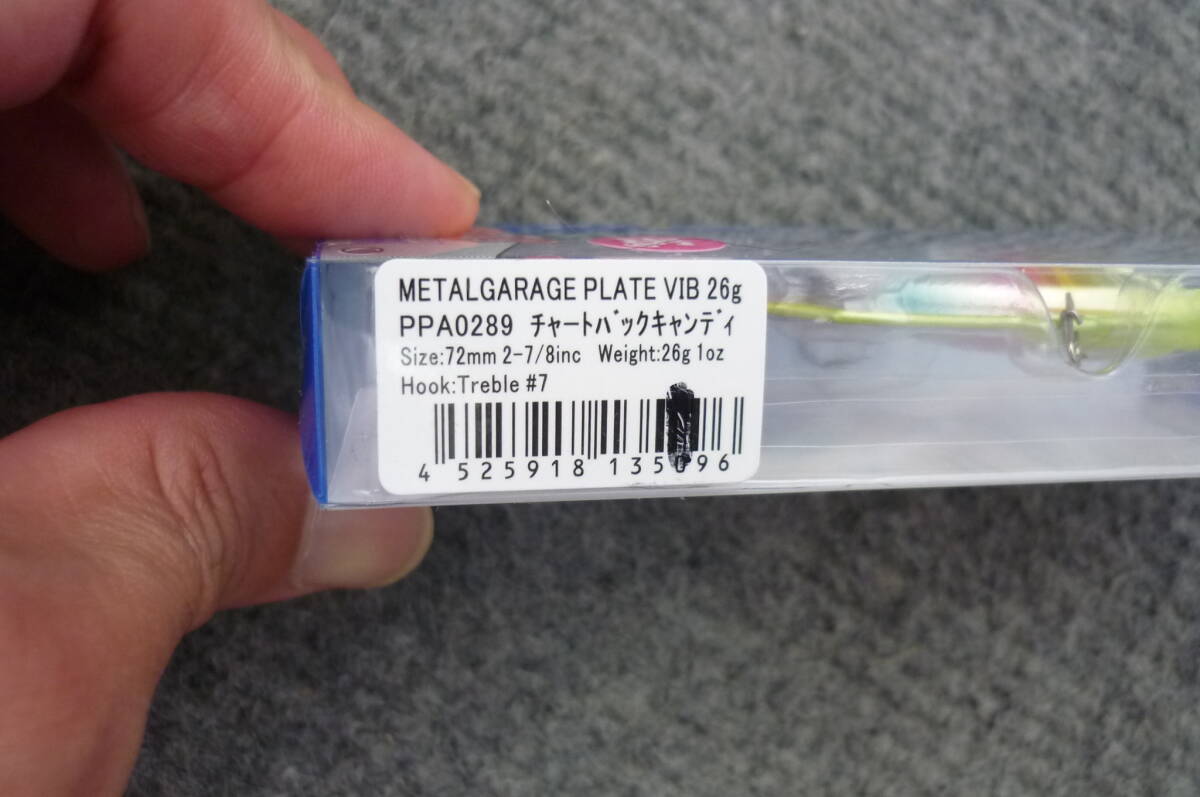 METALGARAGE PLATE VIB 26g
PPA0289 チャートバックキャンディ
Size:72mm 2-7/8inc Weight:26g 1oz
Hook:Treble #7
4 525918 135096